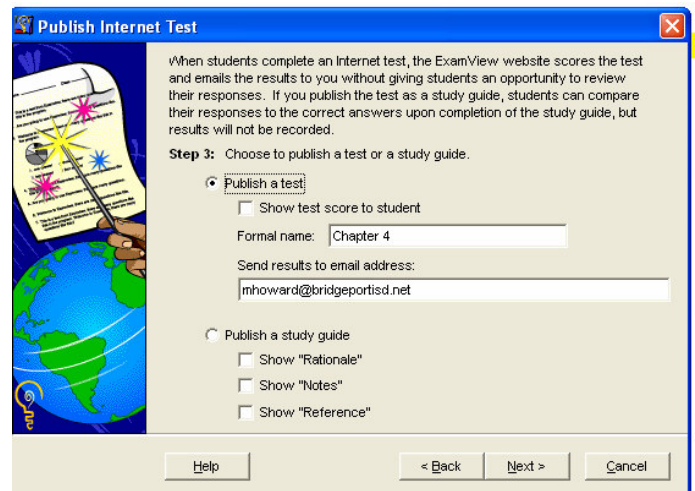 Publish Internet Test
When students complete an Internet test, the ExamView website scores the test
and emails the results to you without giving students an opportunity to review
their responses. If you publish the test as a study guide, students can compare
their responses to the correct answers upon completion of the study guide, but
results will not be recorded.
Step 3: Choose to publish a test or a study guide.
Publish a test
Show test score to student
Formal name: Chapter 4
Send results to email address:
mhoward@bridgeportisd.net
Publish a study guide
Show "Rationale"
Show "Notes"
Show "Reference"
Help < Back Next > Cancel